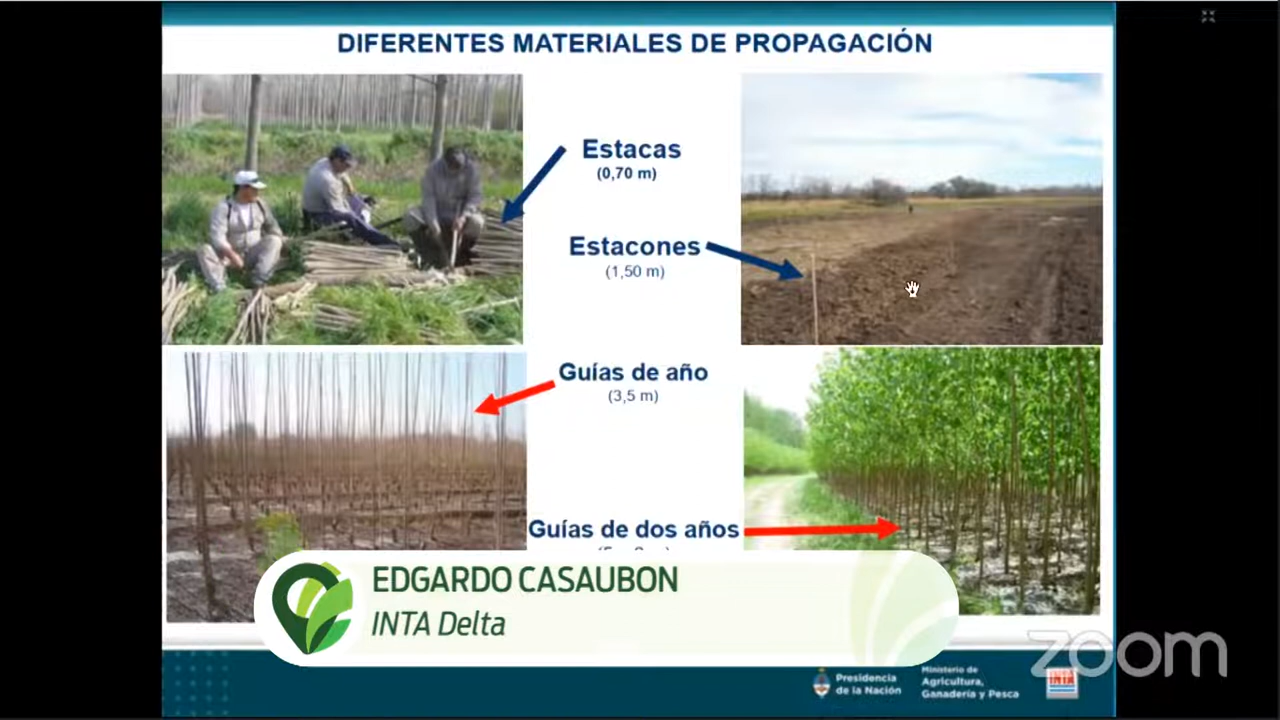 DIFERENTES MATERIALES DE PROPAGACIÓN
Estacas
(0,70 m)
Estacones
(1,50 m)
Guías de año
(3,5 m)
Guías de dos años
EDGARDO CASAUBON
INTA Delta
zoom
Presidencia
de la Nación
Ministerio de
Agricultura,
Ganadería y Pesca
INTA